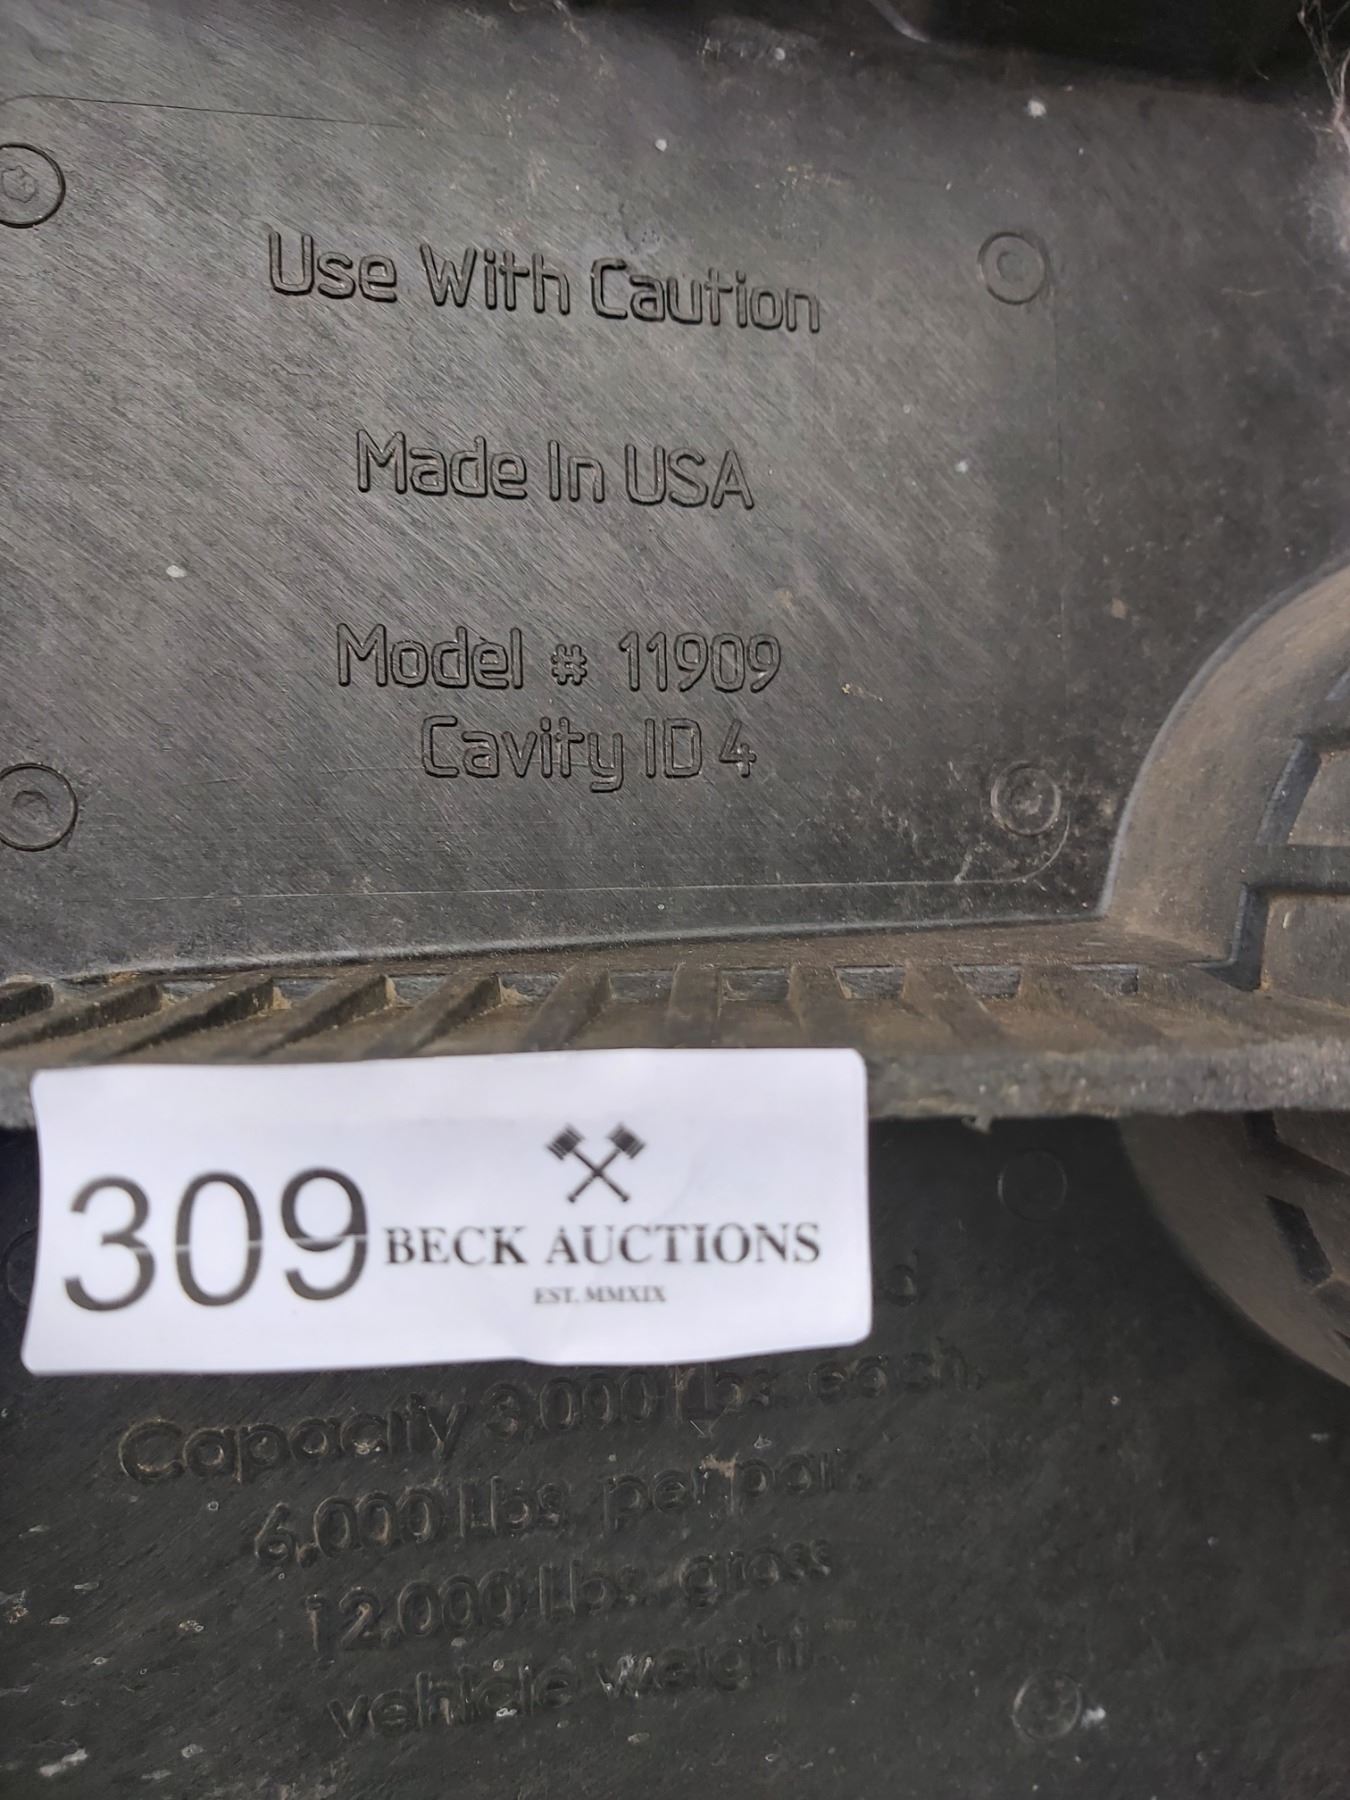 Use With Caution
Made In USA
Model # 11909
Cavity ID 4
309
BECK AUCTIONS
EST. MMXIX
Capacity 3,000 Lbs. each.
6,000 Lbs. per pair.
12,000 Lbs. gross
vehicle weight.